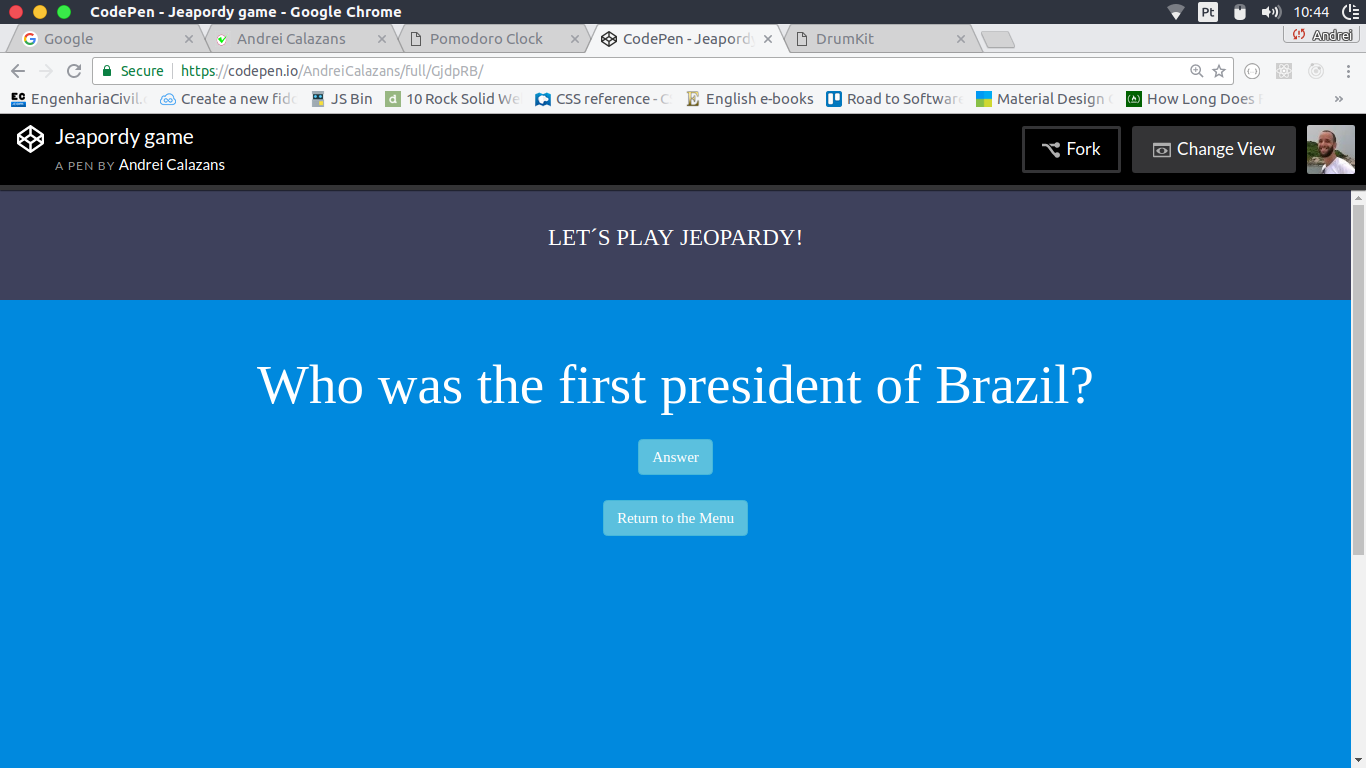 CodePen - Jeapordy game - Google Chrome
Pt
10:44
Google
Andrei Calazans
Pomodoro Clock
CodePen - Jeapord
DrumKit
Andrei
Secure
https://codepen.io/AndreiCalazans/full/GjdpRB/
EngenhariaCivil.
Create a new fidd
JS Bin
10 Rock Solid We
CSS reference - C
English e-books
Road to Softwar
Material Design
How Long Does
»
Jeapordy game
A PEN BY Andrei Calazans
Fork
Change View
LET´S PLAY JEOPARDY!
Who was the first president of Brazil?
Answer
Return to the Menu